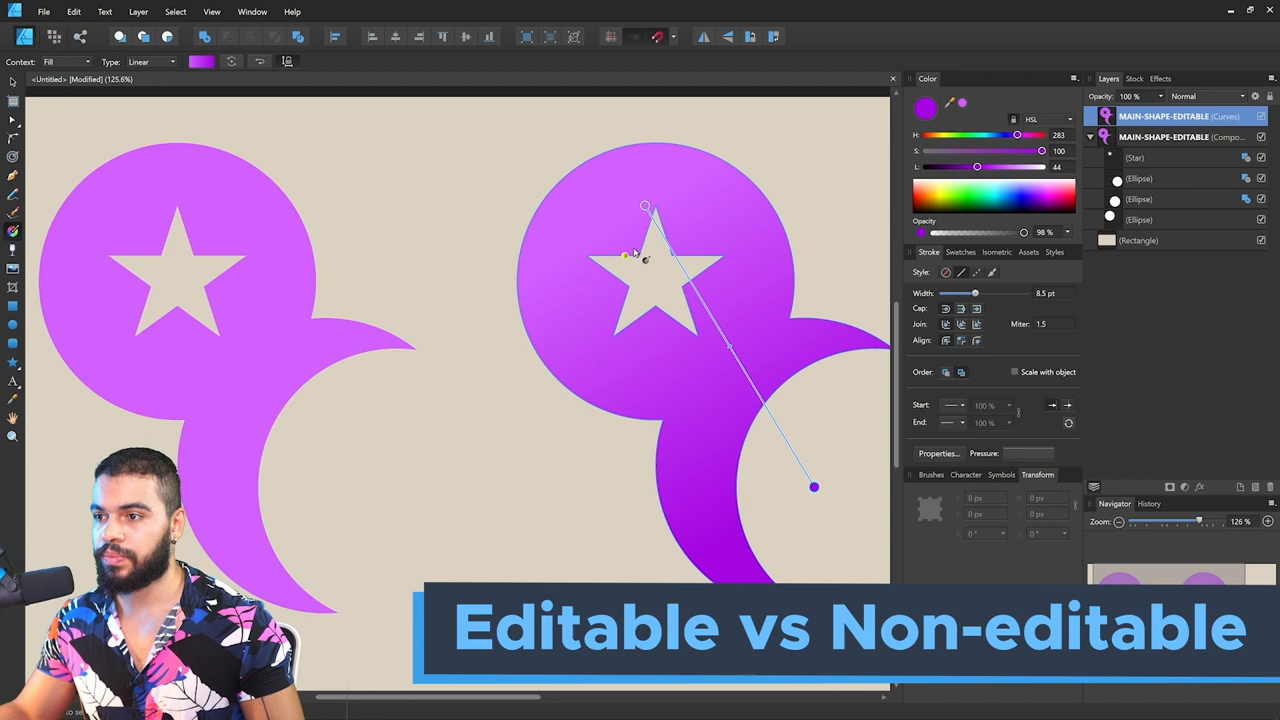 File Edit Text Layer Select View Window Help
Context: Fill Type: Linear
<Untitled> [Modified] (125.6%)
Color
HSL
H: 283
S: 100
L: 44
Opacity
98 %
Stroke Swatches Isometric Assets Styles
Style:
Width: 8.5 pt
Cap:
Join: Miter: 1.5
Align:
Order: Scale with object
Start: 100 %
End: 100 %
Properties... Pressure:
Brushes Character Symbols Transform
X: 0 px W: 0 px
Y: 0 px H: 0 px
R: 0 ° S: 0 °
Layers Stock Effects
Opacity: 100 % Normal
MAIN-SHAPE-EDITABLE (Curves)
MAIN-SHAPE-EDITABLE (Compo...
(Star)
(Ellipse)
(Ellipse)
(Ellipse)
(Rectangle)
Navigator History
Zoom: 126 %
Editable vs Non-editable